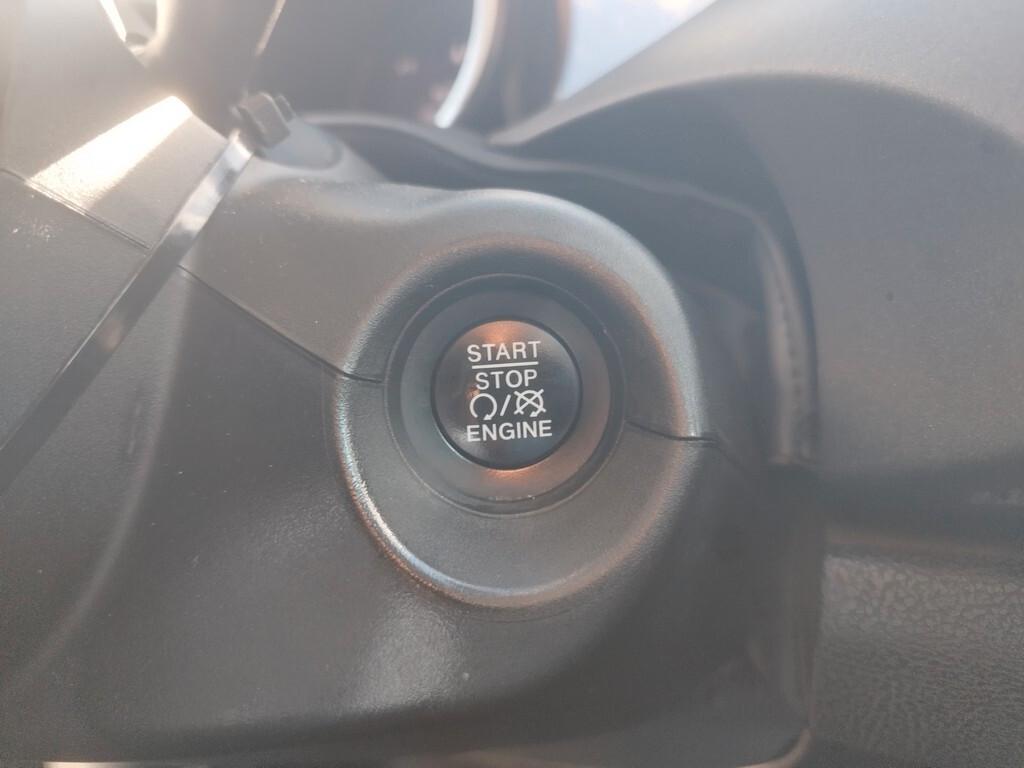 START
STOP
/
ENGINE